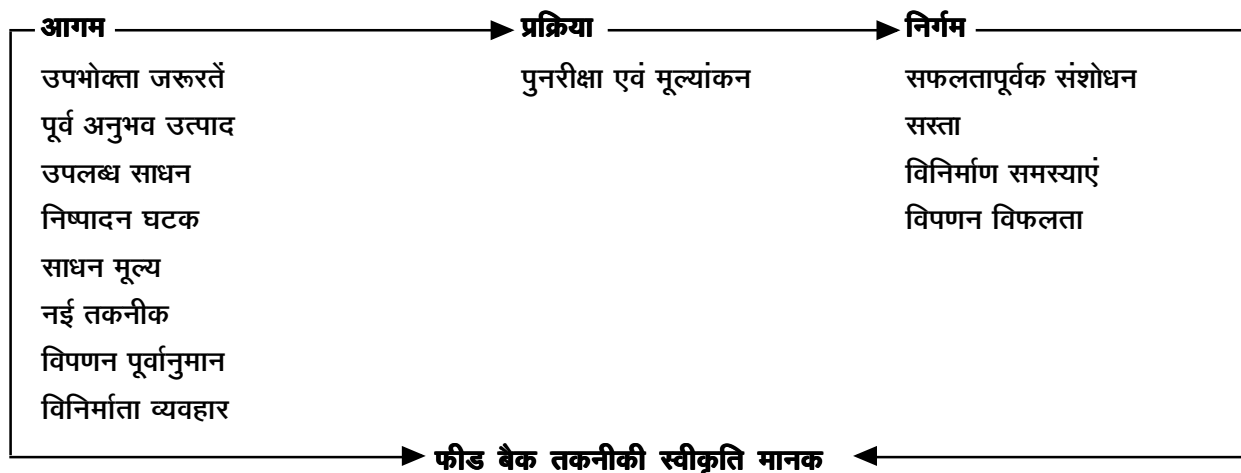 आगम प्रक्रिया निर्गम
उपभोक्ता जरूरतें पुनरीक्षा एवं मूल्यांकन सफलतापूर्वक संशोधन
पूर्व अनुभव उत्पाद सस्ता
उपलब्ध साधन विनिर्माण समस्याएं
निष्पादन घटक विपणन विफलता
साधन मूल्य
नई तकनीक
विपणन पूर्वानुमान
विनिर्माता व्यवहार
फीड बैक तकनीकी स्वीकृति मानक